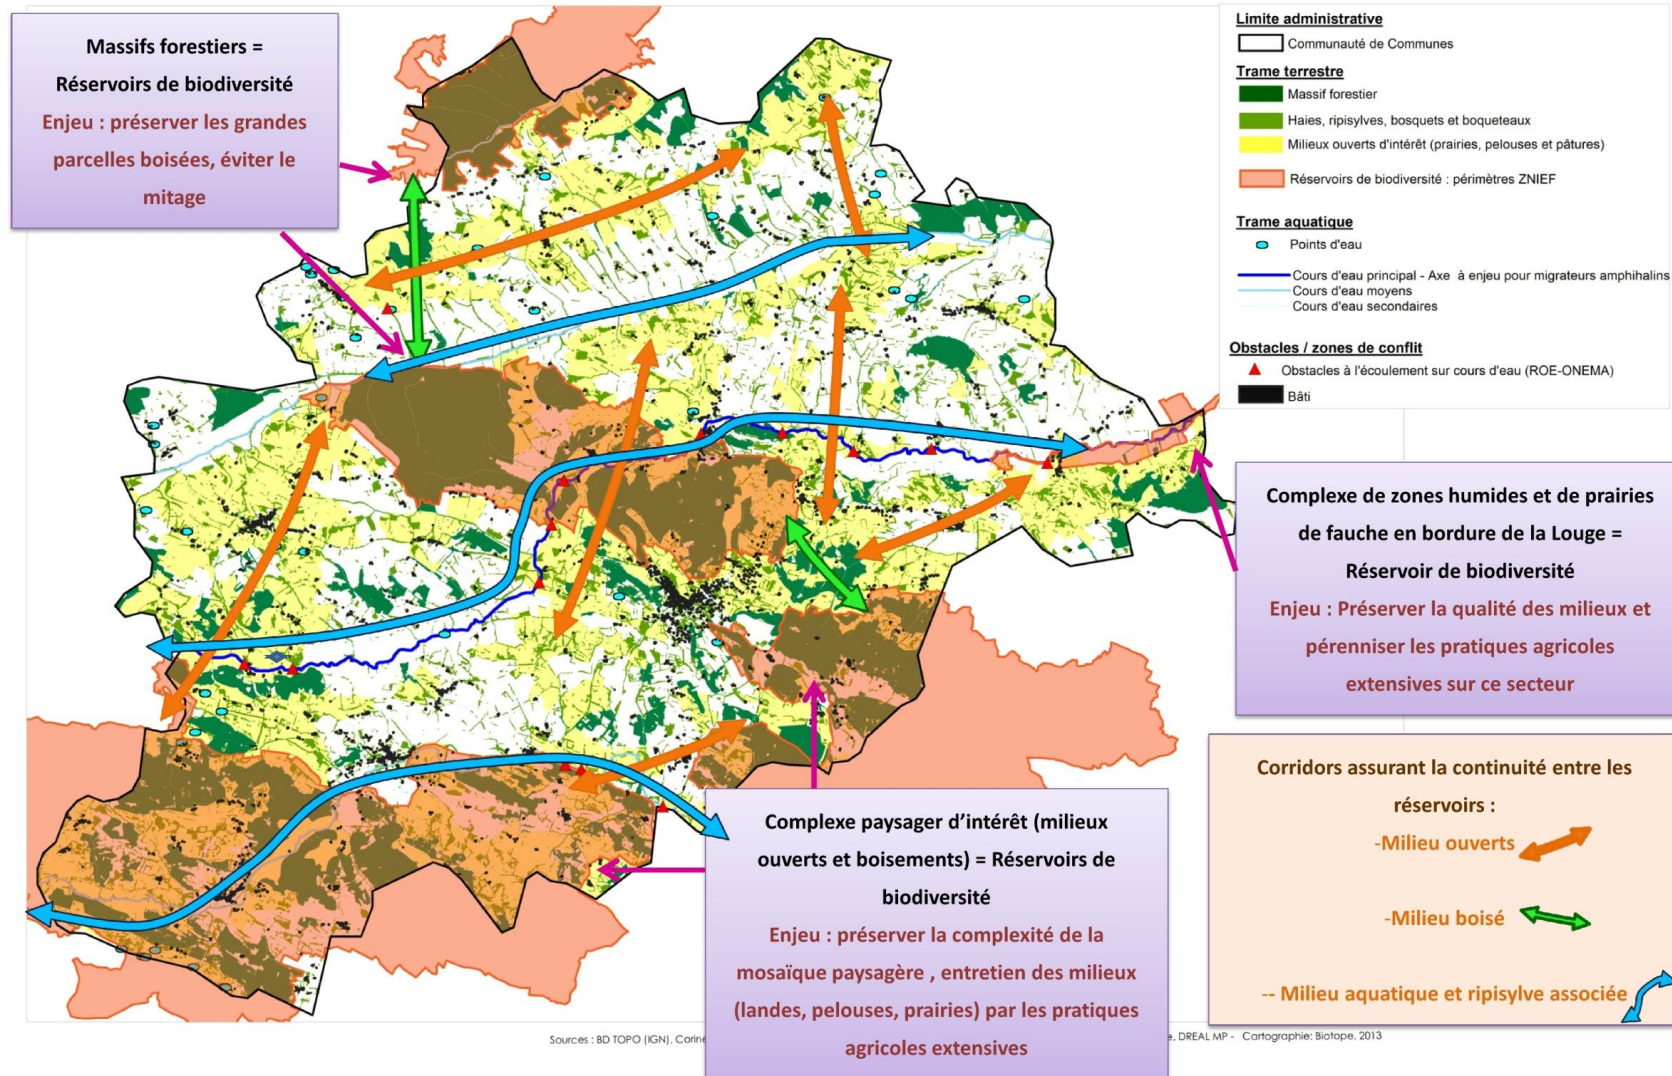 Massifs forestiers =
Réservoirs de biodiversité
Enjeu : préserver les grandes
parcelles boisées, éviter le
mitage
Limite administrative
Communauté de Communes
Trame terrestre
Massif forestier
Haies, ripisylves, bosquets et boqueteaux
Milieux ouverts d'intérêt (prairies, pelouses et pâtures)
Réservoirs de biodiversité : périmètres ZNIEF
Trame aquatique
Points d'eau
Cours d'eau principal - Axe à enjeu pour migrateurs amphihalins
Cours d'eau moyens
Cours d'eau secondaires
Obstacles / zones de conflit
Obstacles à l'écoulement sur cours d'eau (ROE-ONEMA)
Bâti
Complexe de zones humides et de prairies
de fauche en bordure de la Louge =
Réservoir de biodiversité
Enjeu : Préserver la qualité des milieux et
pérenniser les pratiques agricoles
extensives sur ce secteur
Corridors assurant la continuité entre les
réservoirs :
-Milieu ouverts
-Milieu boisé
-- Milieu aquatique et ripisylve associée
Complexe paysager d'intérêt (milieux
ouverts et boisements) = Réservoirs de
biodiversité
Enjeu : préserver la complexité de la
mosaïque paysagère , entretien des milieux
(landes, pelouses, prairies) par les pratiques
agricoles extensives
Sources : BD TOPO (IGN), Corine
DREAL MP - Cartographie: Biotope, 2013